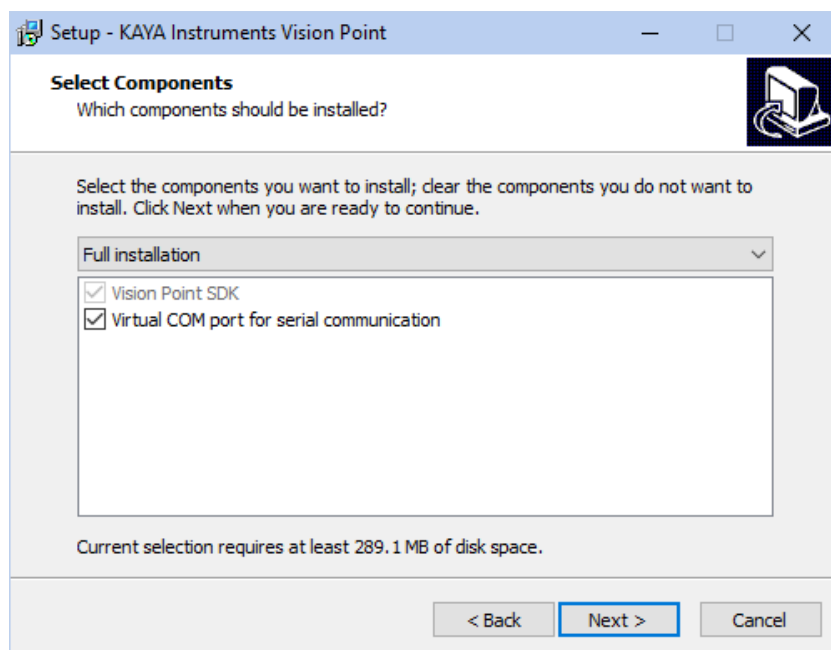 Setup - KAYA Instruments Vision Point
Select Components
Which components should be installed?
Select the components you want to install; clear the components you do not want to
install. Click Next when you are ready to continue.
Full installation
Vision Point SDK
Virtual COM port for serial communication
Current selection requires at least 289.1 MB of disk space.
< Back Next > Cancel